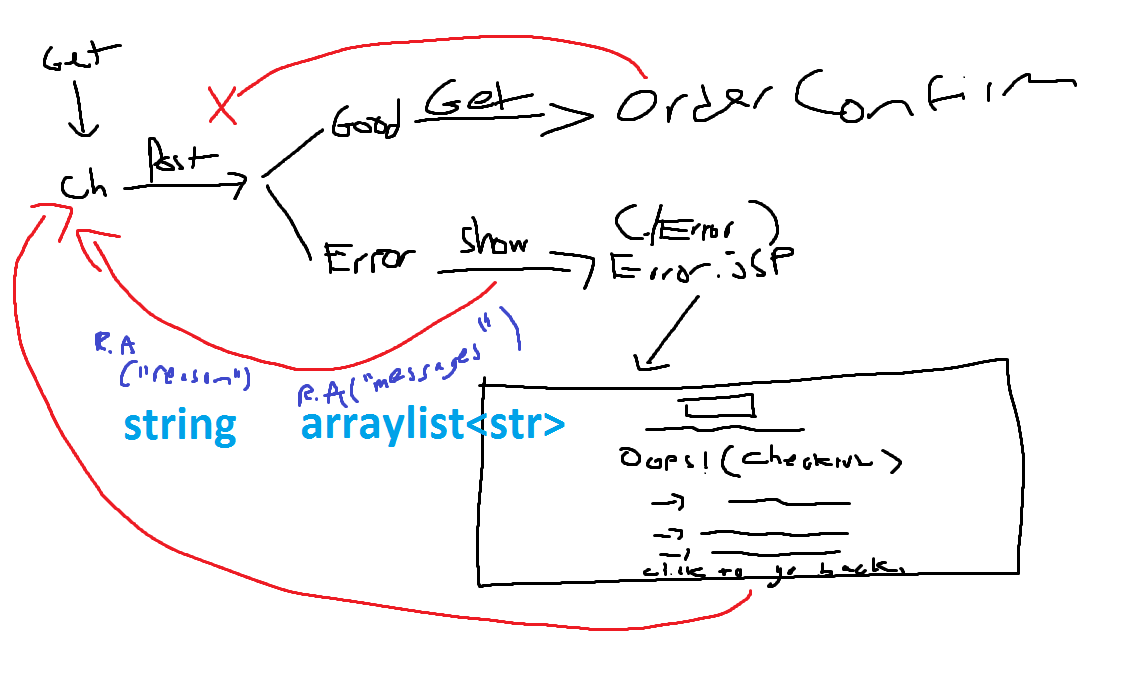 Get
Ch
Post
X
Good
Get
Order Confirm
Error
show
(/Error)
Error.jSP
R.A
("reason")
R.A("messages")
string
arraylist<str>
Oops! (
click to go back.